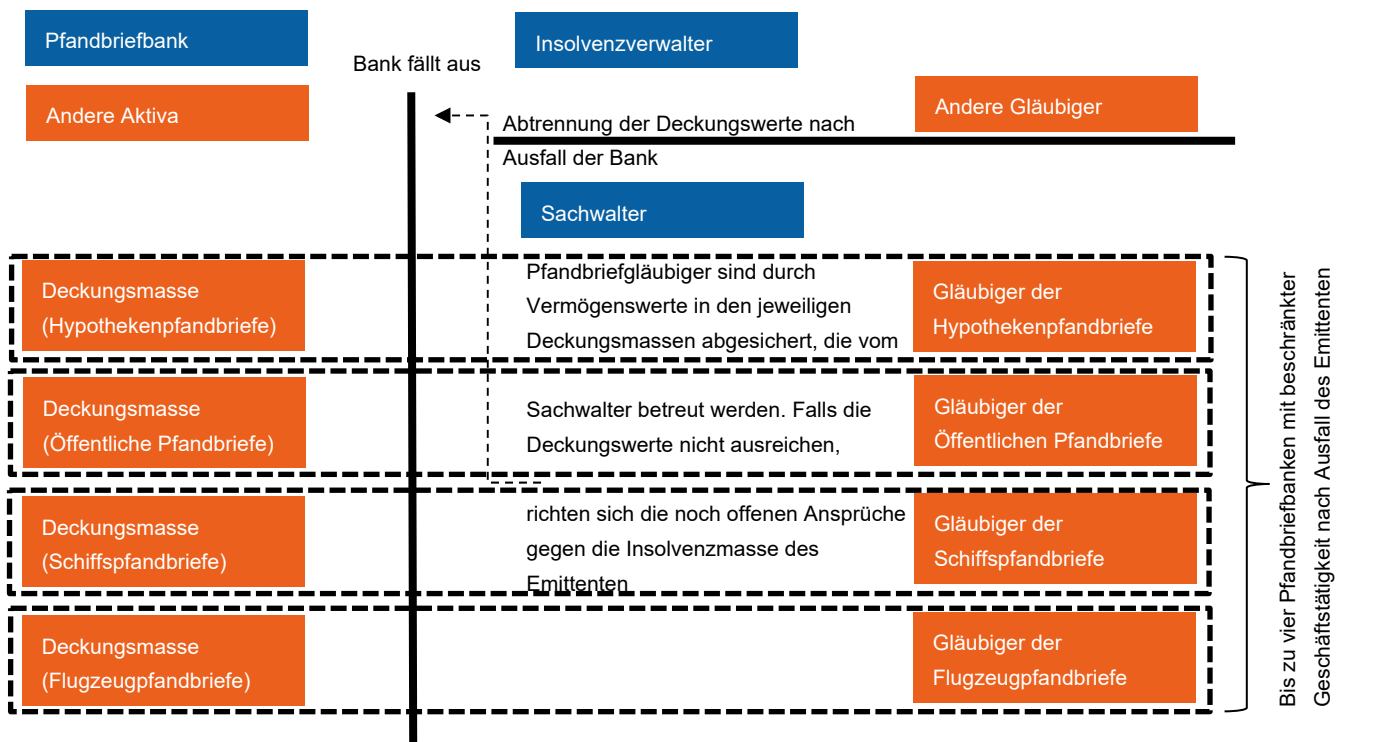 Pfandbriefbank
Insolvenzverwalter
Bank fällt aus
Andere Aktiva
Andere Gläubiger
Abtrennung der Deckungswerte nach
Ausfall der Bank
Sachwalter
Deckungsmasse
(Hypothekenpfandbriefe)
Pfandbriefgläubiger sind durch
Vermögenswerte in den jeweiligen
Deckungsmassen abgesichert, die vom
Gläubiger der
Hypothekenpfandbriefe
Deckungsmasse
(Öffentliche Pfandbriefe)
Sachwalter betreut werden. Falls die
Deckungswerte nicht ausreichen,
Gläubiger der
Öffentlichen Pfandbriefe
Deckungsmasse
(Schiffspfandbriefe)
richten sich die noch offenen Ansprüche
gegen die Insolvenzmasse des
Emittenten
Gläubiger der
Schiffspfandbriefe
Deckungsmasse
(Flugzeugpfandbriefe)
Gläubiger der
Flugzeugpfandbriefe
Bis zu vier Pfandbriefbanken mit beschränkter
Geschäftstätigkeit nach Ausfall des Emittenten